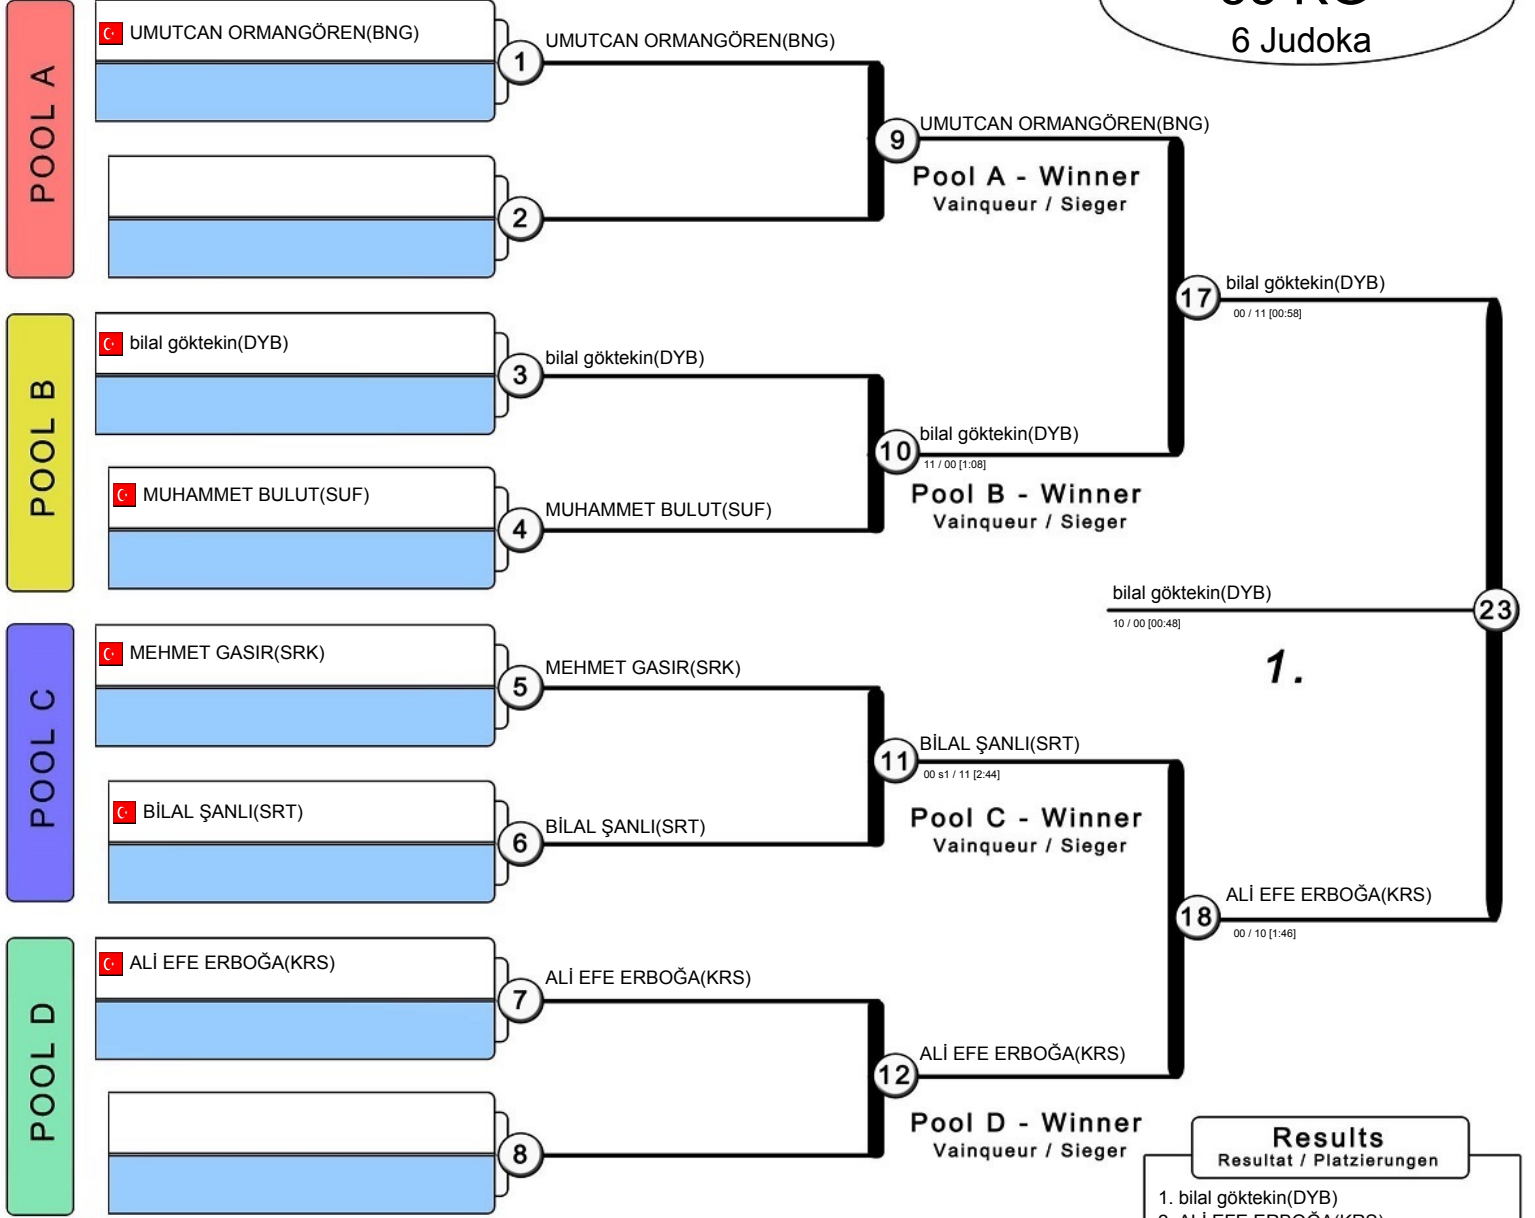 6 Judoka
POOL A
UMUTCAN ORMANGÖREN(BNG)
1
UMUTCAN ORMANGÖREN(BNG)
2
9
UMUTCAN ORMANGÖREN(BNG)
Pool A - Winner
Vainqueur / Sieger
POOL B
bilal göktekin(DYB)
3
bilal göktekin(DYB)
MUHAMMET BULUT(SUF)
4
MUHAMMET BULUT(SUF)
10
bilal göktekin(DYB)
11 / 00 [1:08]
Pool B - Winner
Vainqueur / Sieger
17
bilal göktekin(DYB)
00 / 11 [00:58]
bilal göktekin(DYB)
10 / 00 [00:48]
23
1.
POOL C
MEHMET GASIR(SRK)
5
MEHMET GASIR(SRK)
BİLAL ŞANLI(SRT)
6
BİLAL ŞANLI(SRT)
11
BİLAL ŞANLI(SRT)
00 s1 / 11 [2:44]
Pool C - Winner
Vainqueur / Sieger
18
ALİ EFE ERBOĞA(KRS)
00 / 10 [1:46]
POOL D
ALİ EFE ERBOĞA(KRS)
7
ALİ EFE ERBOĞA(KRS)
8
12
ALİ EFE ERBOĞA(KRS)
Pool D - Winner
Vainqueur / Sieger
Results
Resultat / Platzierungen
1. bilal göktekin(DYB)
2. ALİ EFE ERBOĞA(KRS)